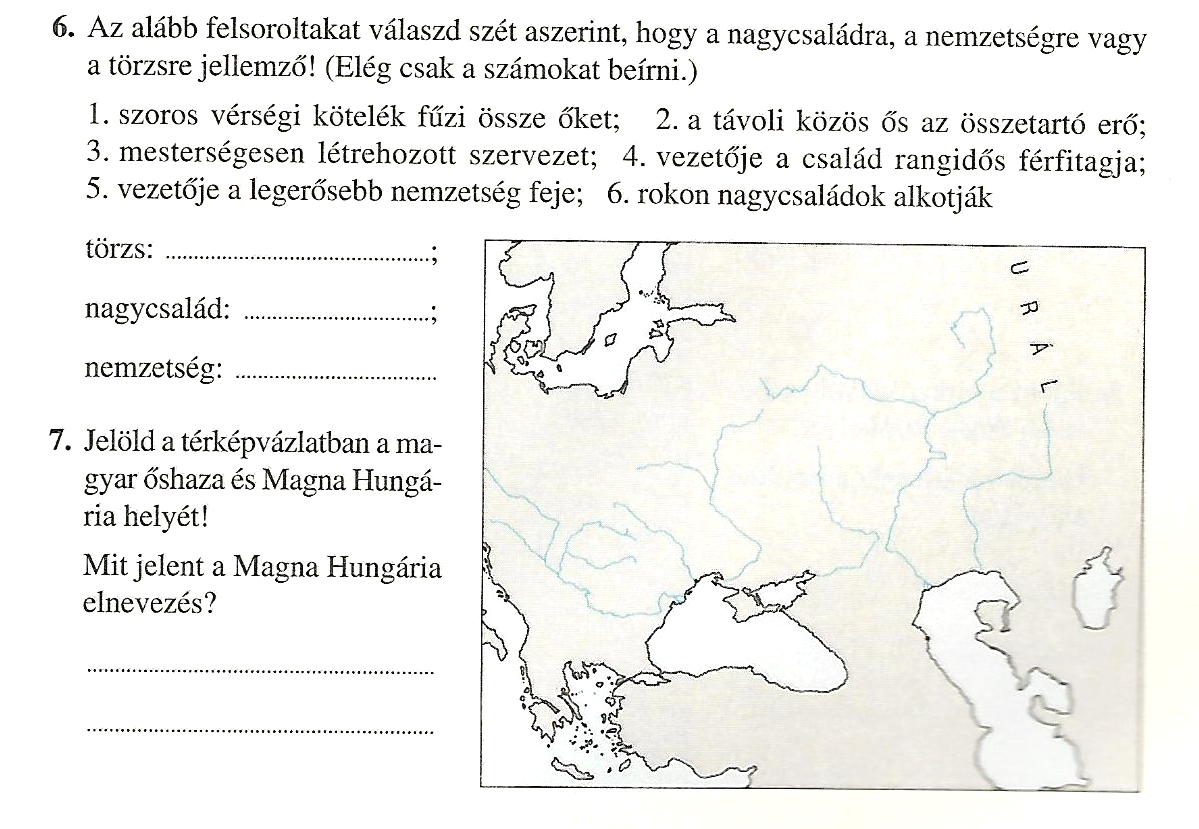 6. Az alább felsoroltakat válaszd szét aszerint, hogy a nagycsaládra, a nemzetségre vagy
a törzsre jellemző! (Elég csak a számokat beírni.)
1. szoros vérségi kötelék fűzi össze őket; 2. a távoli közös ős az összetartó erő;
3. mesterségesen létrehozott szervezet; 4. vezetője a család rangidős férfitagja;
5. vezetője a legerősebb nemzetség feje; 6. rokon nagycsaládok alkotják
törzs: ..........................................;
nagycsalád: .............................;
nemzetség: ................................
7. Jelöld a térképvázlatban a ma-
gyar őshaza és Magna Hungá-
ria helyét!
Mit jelent a Magna Hungária
elnevezés?
.......................................................
.......................................................
URÁL